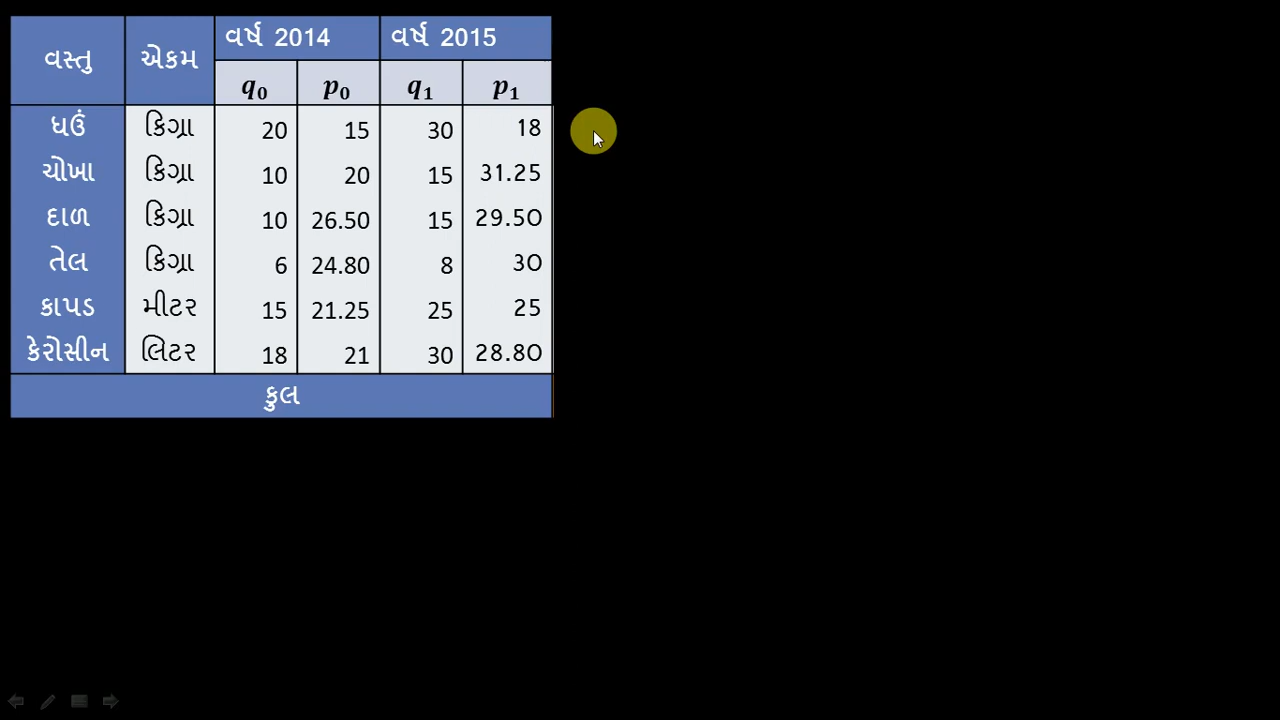 વસ્તુ એકમ વર્ષ 2014 વર્ષ 2015
q0 p0 q1 p1
ઘઉં કિગ્રા 20 15 30 18
ચોખા કિગ્રા 10 20 15 31.25
દાળ કિગ્રા 10 26.50 15 29.50
તેલ કિગ્રા 6 24.80 8 30
કાપડ મીટર 15 21.25 25 25
કેરોસીન લિટર 18 21 30 28.80
કુલ